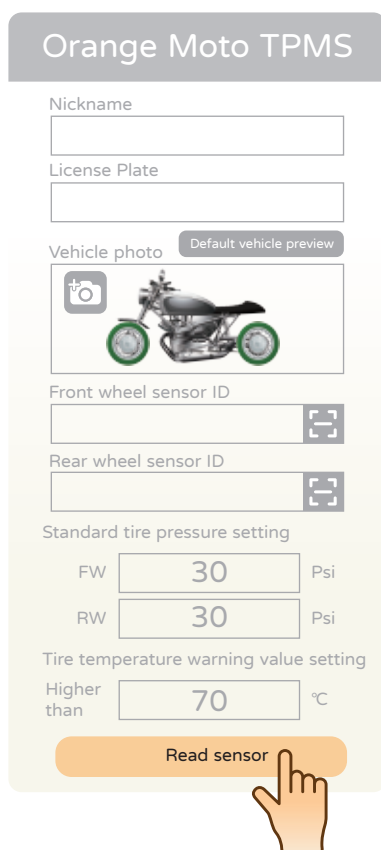 Orange Moto TPMS
Nickname
License Plate
Vehicle photo
Default vehicle preview
Front wheel sensor ID
Rear wheel sensor ID
Standard tire pressure setting
FW 30 Psi
RW 30 Psi
Tire temperature warning value setting
Higher
than 70 ℃
Read sensor